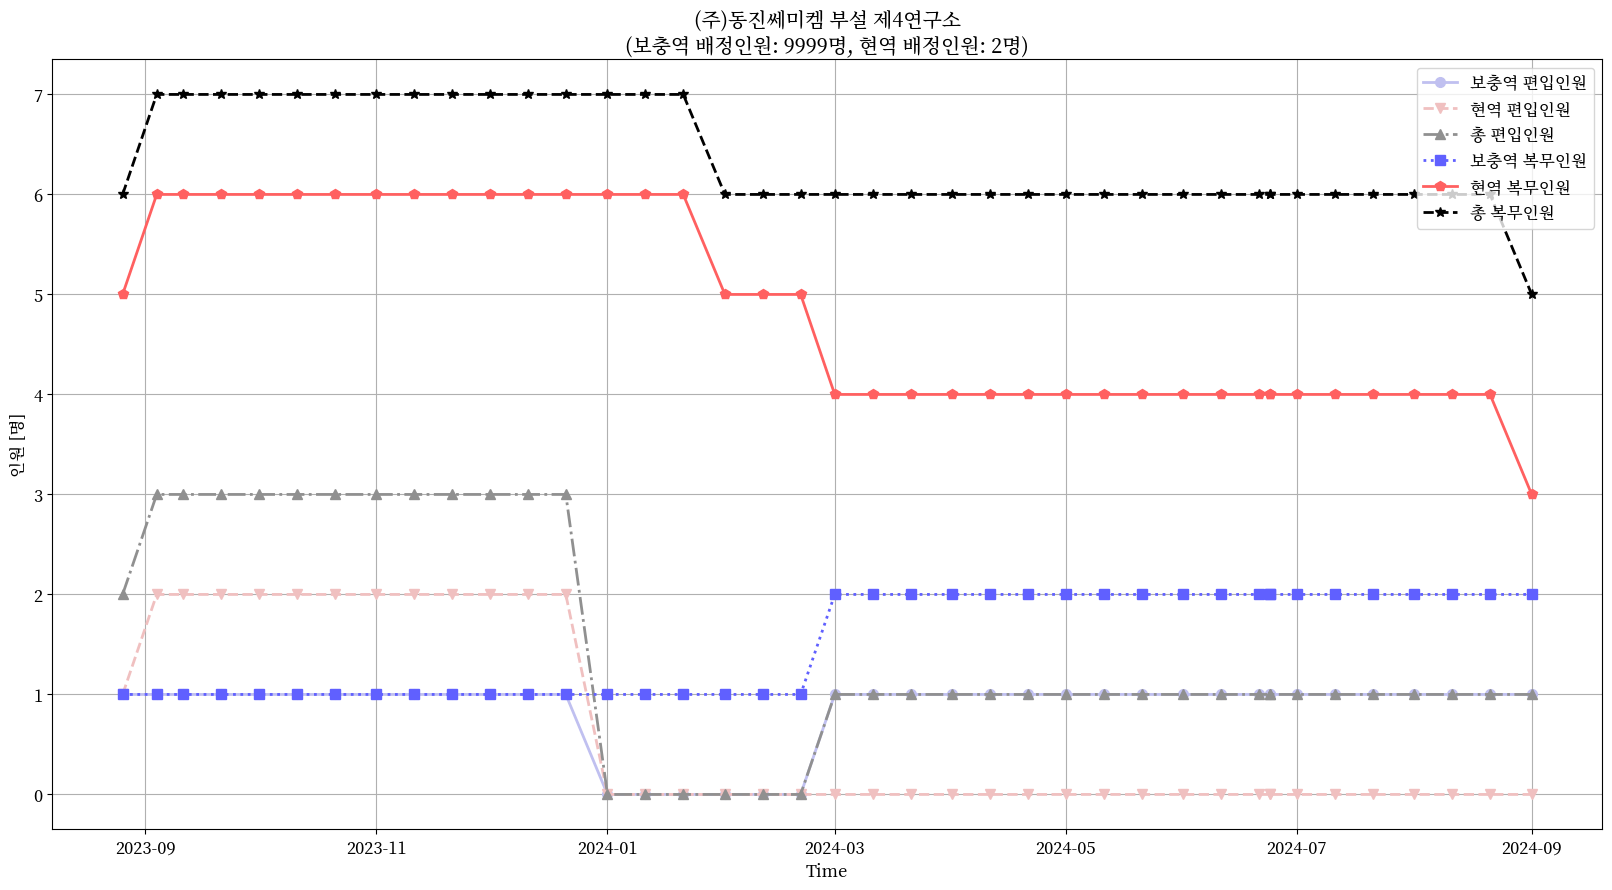 (주)동진쎄미켐 부설 제4연구소
(보충역 배정인원: 9999명, 현역 배정인원: 2명)
보충역 편입인원
현역 편입인원
총 편입인원
보충역 복무인원
현역 복무인원
총 복무인원
인원 [명]
7
6
5
4
3
2
1
0
2023-09
2023-11
2024-01
2024-03
2024-05
2024-07
2024-09
Time